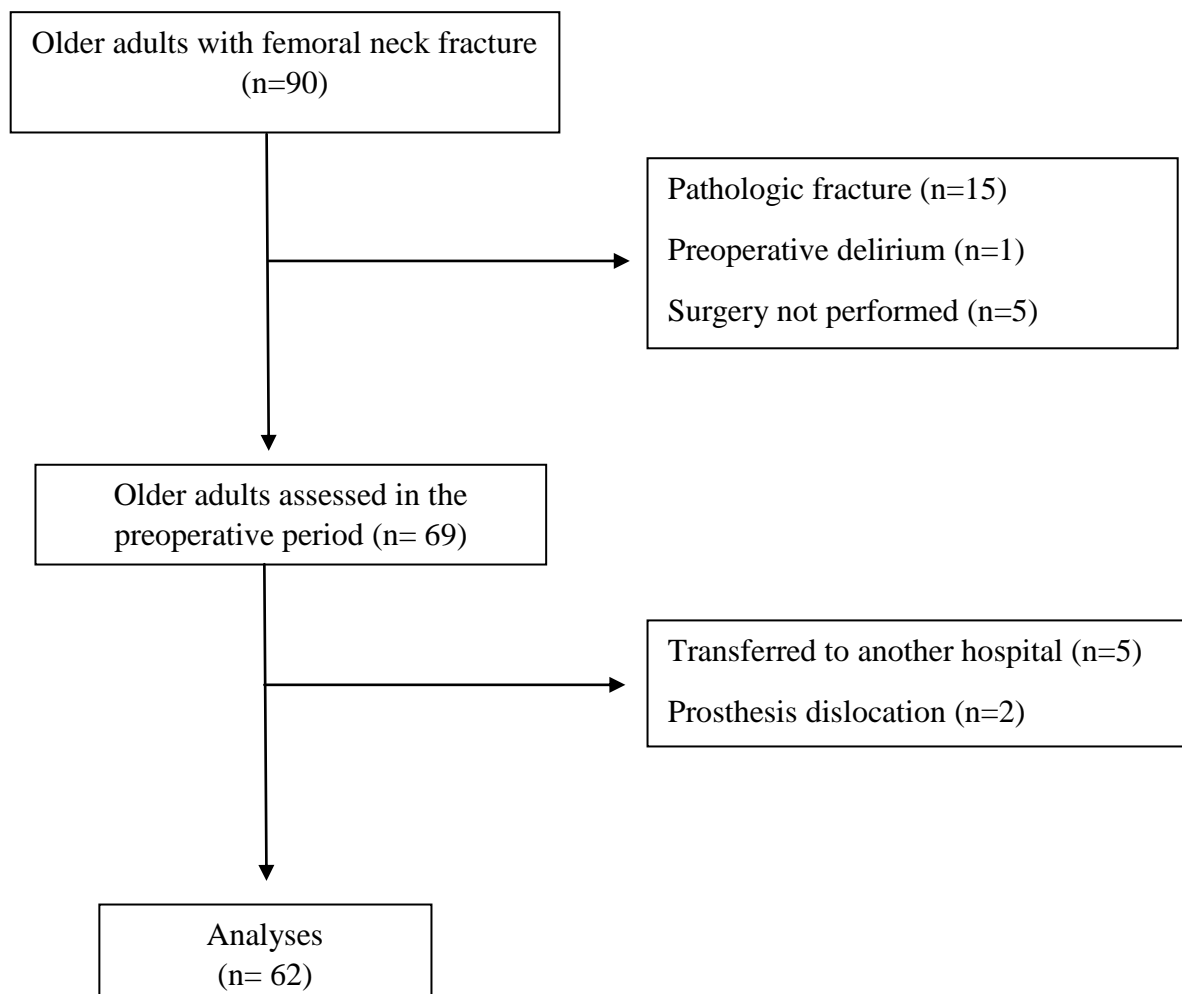 Older adults with femoral neck fracture
(n=90)
Pathologic fracture (n=15)
Preoperative delirium (n=1)
Surgery not performed (n=5)
Older adults assessed in the
preoperative period (n= 69)
Transferred to another hospital (n=5)
Prosthesis dislocation (n=2)
Analyses
(n= 62)